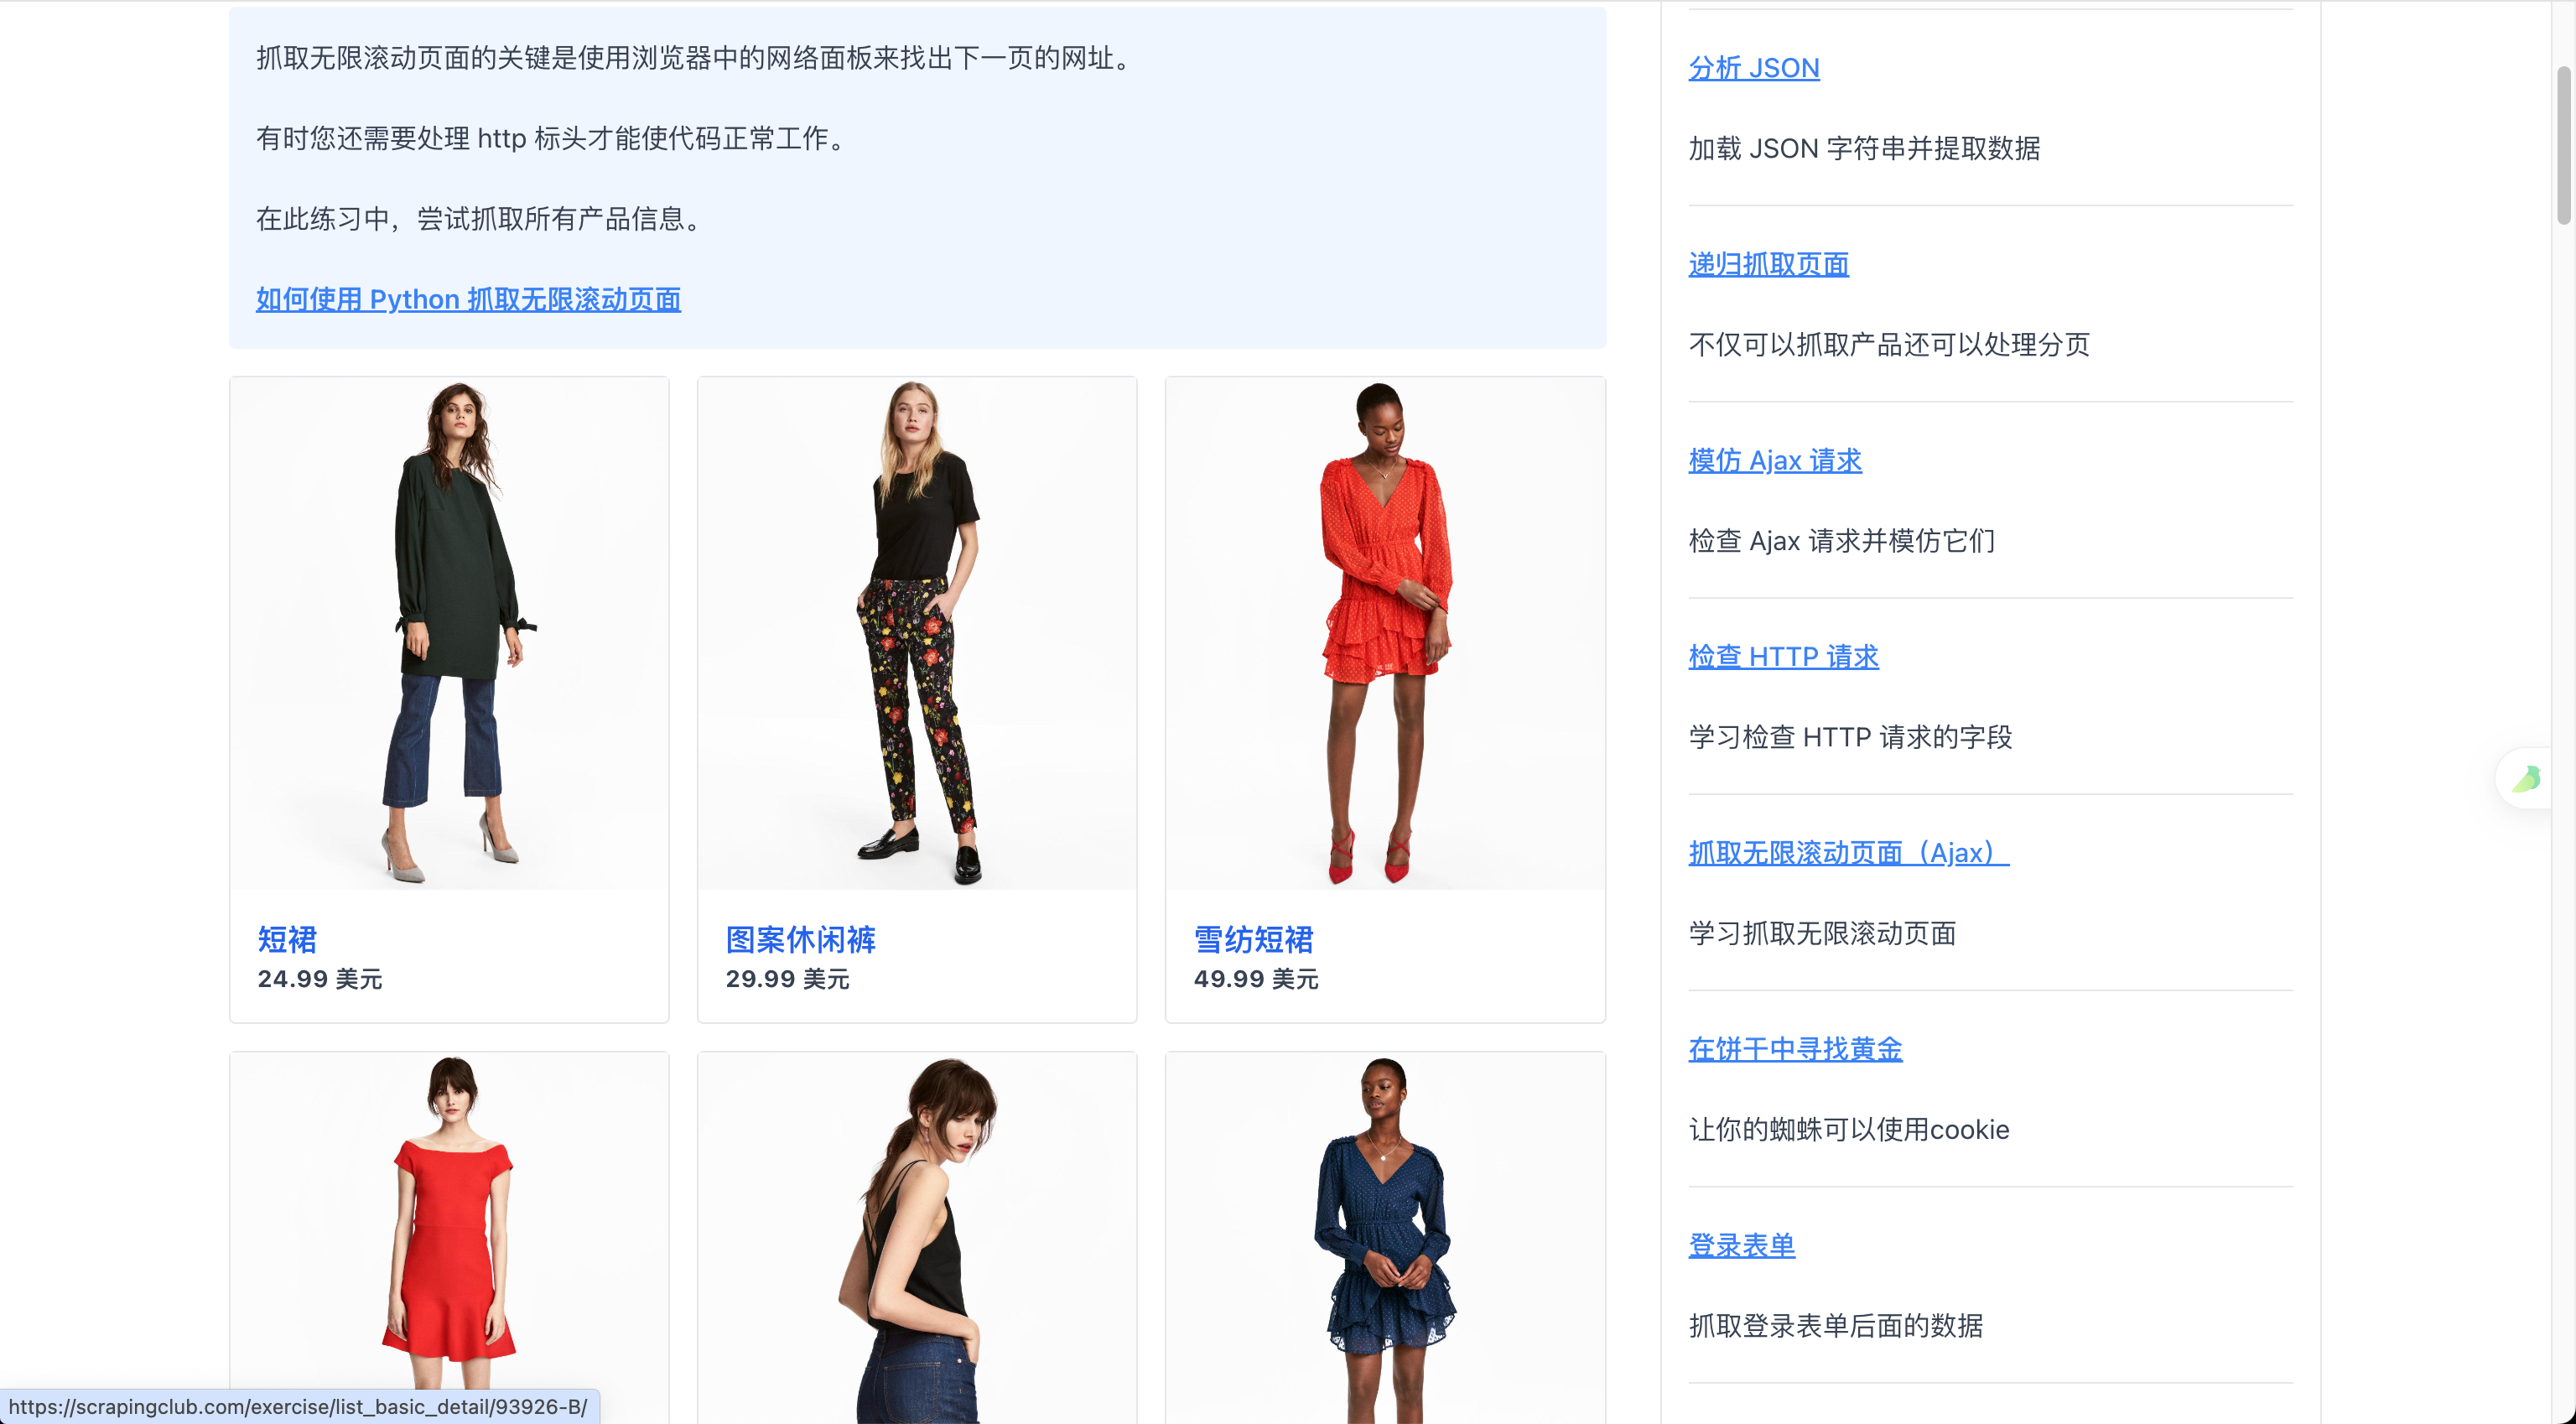 抓取无限滚动页面的关键是使用浏览器中的网络面板来找出下一页的网址。
有时您还需要处理 http 标头才能使代码正常工作。
在此练习中，尝试抓取所有产品信息。
如何使用 Python 抓取无限滚动页面
短裙
24.99 美元
图案休闲裤
29.99 美元
雪纺短裙
49.99 美元
分析 JSON
加载 JSON 字符串并提取数据
递归抓取页面
不仅可以抓取产品还可以处理分页
模仿 Ajax 请求
检查 Ajax 请求并模仿它们
检查 HTTP 请求
学习检查 HTTP 请求的字段
抓取无限滚动页面（Ajax）
学习抓取无限滚动页面
在饼干中寻找黄金
让你的蜘蛛可以使用cookie
登录表单
抓取登录表单后面的数据
https://scrapingclub.com/exercise/list_basic_detail/93926-B/